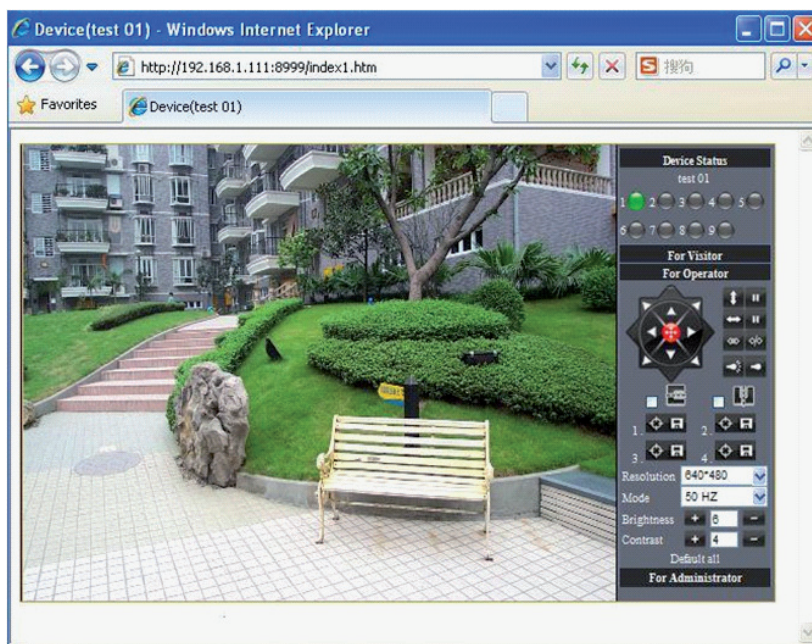 Device(test 01) - Windows Internet Explorer
http://192.168.1.111:8999/index1.htm
搜狗
Favorites
Device(test 01)
Device Status
test 01
1 2 3 4 5
6 7 8 9
For Visitor
For Operator
1. 2.
3. 4.
Resolution 640*480
Mode 50 HZ
Brightness + 6 -
Contrast + 4 -
Default all
For Administrator